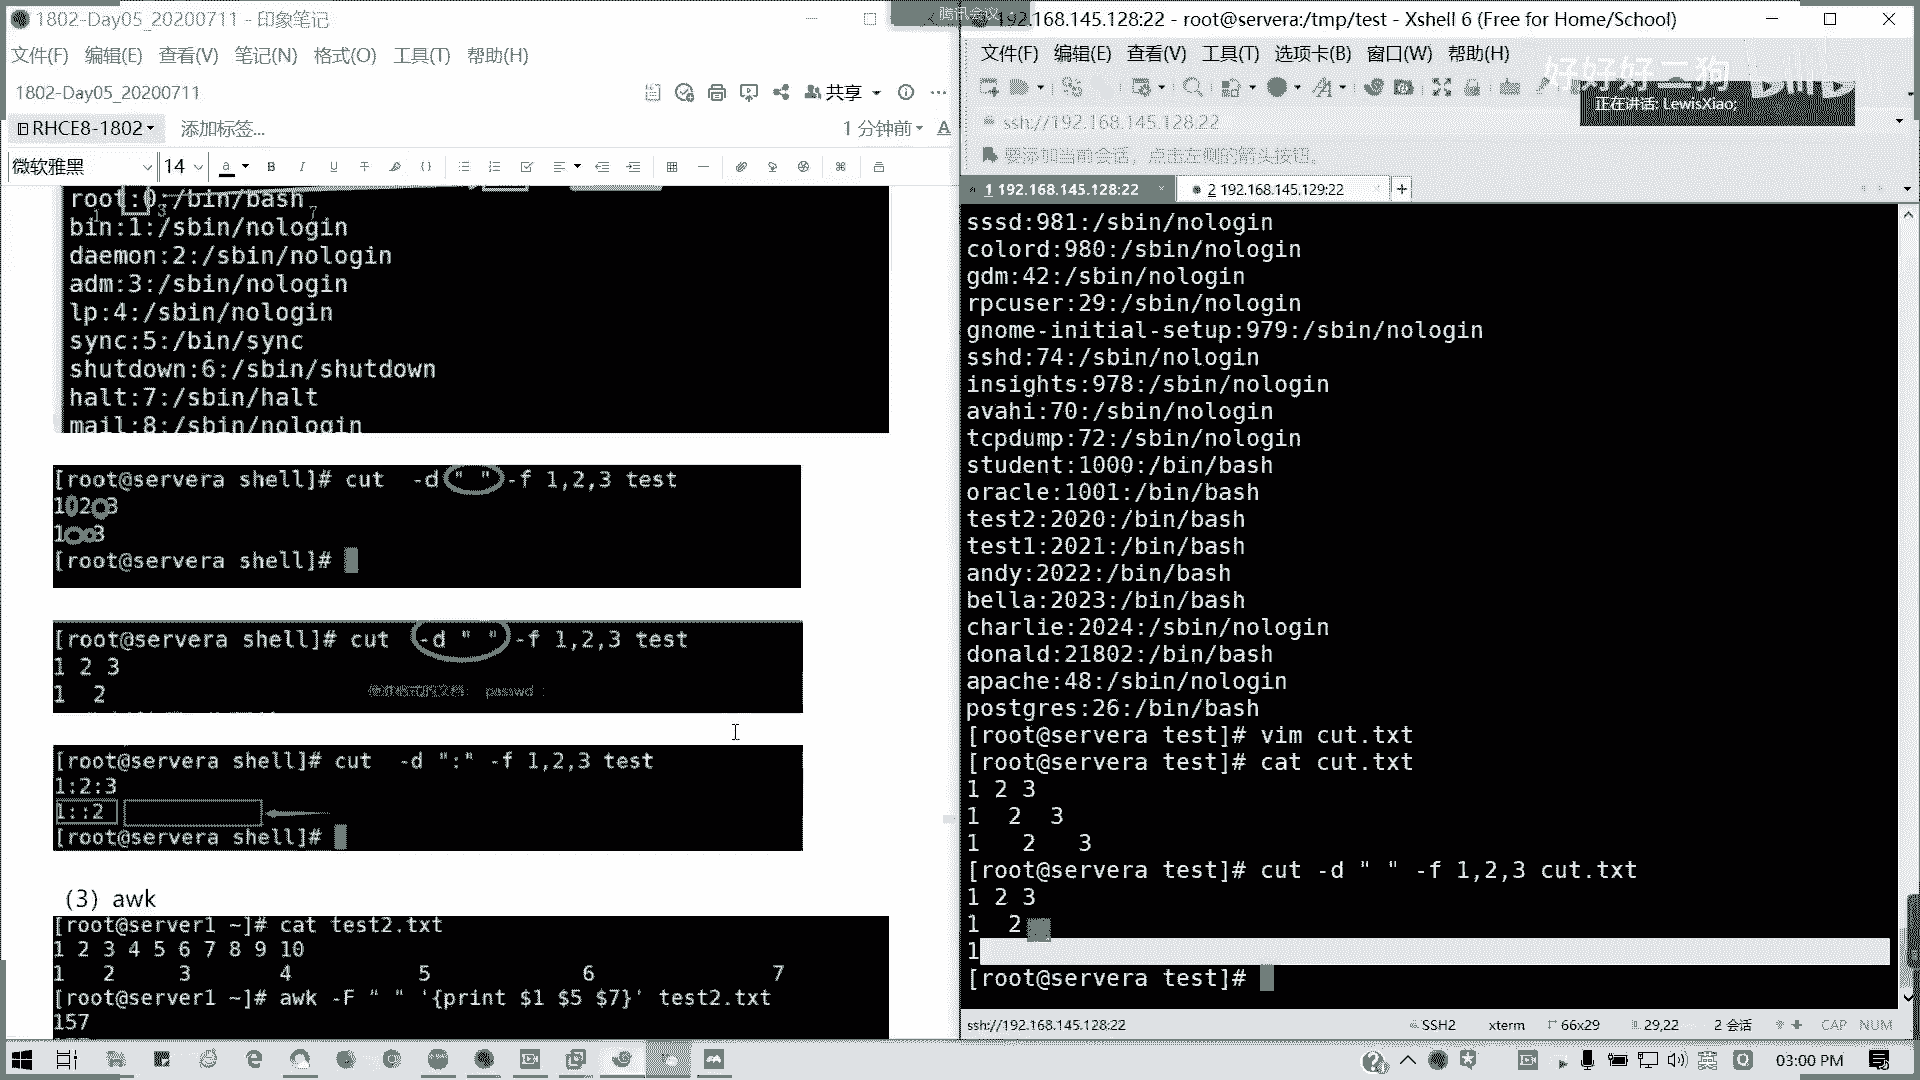 1802-Day05_20200711 - 印象笔记
文件(F) 编辑(E) 查看(V) 笔记(N) 格式(O) 工具(T) 帮助(H)
1802-Day05_20200711
共享
RHCE8-1802
添加标签...
1 分钟前
微软雅黑 14
root:0:/bin/bash
1 3 7
bin:1:/sbin/nologin
daemon:2:/sbin/nologin
adm:3:/sbin/nologin
lp:4:/sbin/nologin
sync:5:/bin/sync
shutdown:6:/sbin/shutdown
halt:7:/sbin/halt
mail:8:/sbin/nologin
[root@servera shell]# cut  -d" "-f 1,2,3 test
1 2 3
1  3
[root@servera shell]#
[root@servera shell]# cut  -d " " -f 1,2,3 test
1 2 3
1  2
passwd :
[root@servera shell]# cut  -d ":" -f 1,2,3 test
1:2:3
1::2
[root@servera shell]#
（3）awk
[root@server1 ~]# cat test2.txt
1 2 3 4 5 6 7 8 9 10
1   2     3       4          5            6              7
[root@server1 ~]# awk -F " " '{print $1 $5 $7}' test2.txt
157
腾讯会议
192.168.145.128:22 - root@servera:/tmp/test - Xshell 6 (Free for Home/School)
文件(F) 编辑(E) 查看(V) 工具(T) 选项卡(B) 窗口(W) 帮助(H)
好好好二狗
bilibili
正在讲话: LewisXiao;
ssh://192.168.145.128:22
要添加当前会话，点击左侧的箭头按钮。
1 192.168.145.128:22
2 192.168.145.129:22
sssd:981:/sbin/nologin
colord:980:/sbin/nologin
gdm:42:/sbin/nologin
rpcuser:29:/sbin/nologin
gnome-initial-setup:979:/sbin/nologin
sshd:74:/sbin/nologin
insights:978:/sbin/nologin
avahi:70:/sbin/nologin
tcpdump:72:/sbin/nologin
student:1000:/bin/bash
oracle:1001:/bin/bash
test2:2020:/bin/bash
test1:2021:/bin/bash
andy:2022:/bin/bash
bella:2023:/bin/bash
charlie:2024:/sbin/nologin
donald:21802:/bin/bash
apache:48:/sbin/nologin
postgres:26:/bin/bash
[root@servera test]# vim cut.txt
[root@servera test]# cat cut.txt
1 2 3
1  2  3
1   2   3
[root@servera test]# cut -d " " -f 1,2,3 cut.txt
1 2 3
1  2
1
[root@servera test]#
ssh://192.168.145.128:22
SSH2
xterm
66x29
29,22
2 会话
CAP NUM
英
03:00 PM